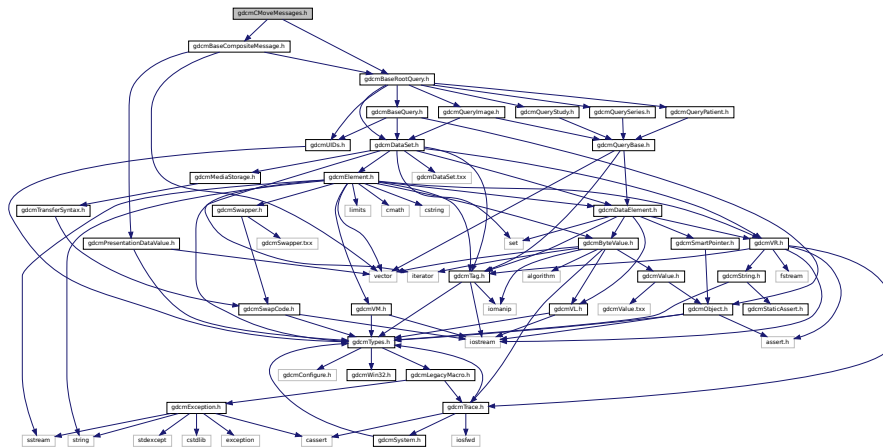 gdcmCMoveMessages.h
gdcmBaseCompositeMessage.h
gdcmBaseRootQuery.h
gdcmBaseQuery.h
gdcmQueryImage.h
gdcmQueryStudy.h
gdcmQuerySeries.h
gdcmQueryPatient.h
gdcmUIDs.h
gdcmDataSet.h
gdcmQueryBase.h
gdcmMediaStorage.h
gdcmElement.h
gdcmDataSet.txx
gdcmTransferSyntax.h
gdcmSwapper.h
limits
cmath
cstring
gdcmDataElement.h
gdcmPresentationDataValue.h
gdcmSwapper.txx
set
gdcmByteValue.h
gdcmSmartPointer.h
gdcmVR.h
vector
iterator
gdcmTag.h
algorithm
gdcmValue.h
gdcmString.h
fstream
gdcmSwapCode.h
gdcmVM.h
iomanip
gdcmVL.h
gdcmValue.txx
gdcmObject.h
gdcmStaticAssert.h
gdcmTypes.h
iostream
assert.h
gdcmConfigure.h
gdcmWin32.h
gdcmLegacyMacro.h
gdcmException.h
gdcmTrace.h
sstream
string
stdexcept
cstdlib
exception
cassert
gdcmSystem.h
iosfwd